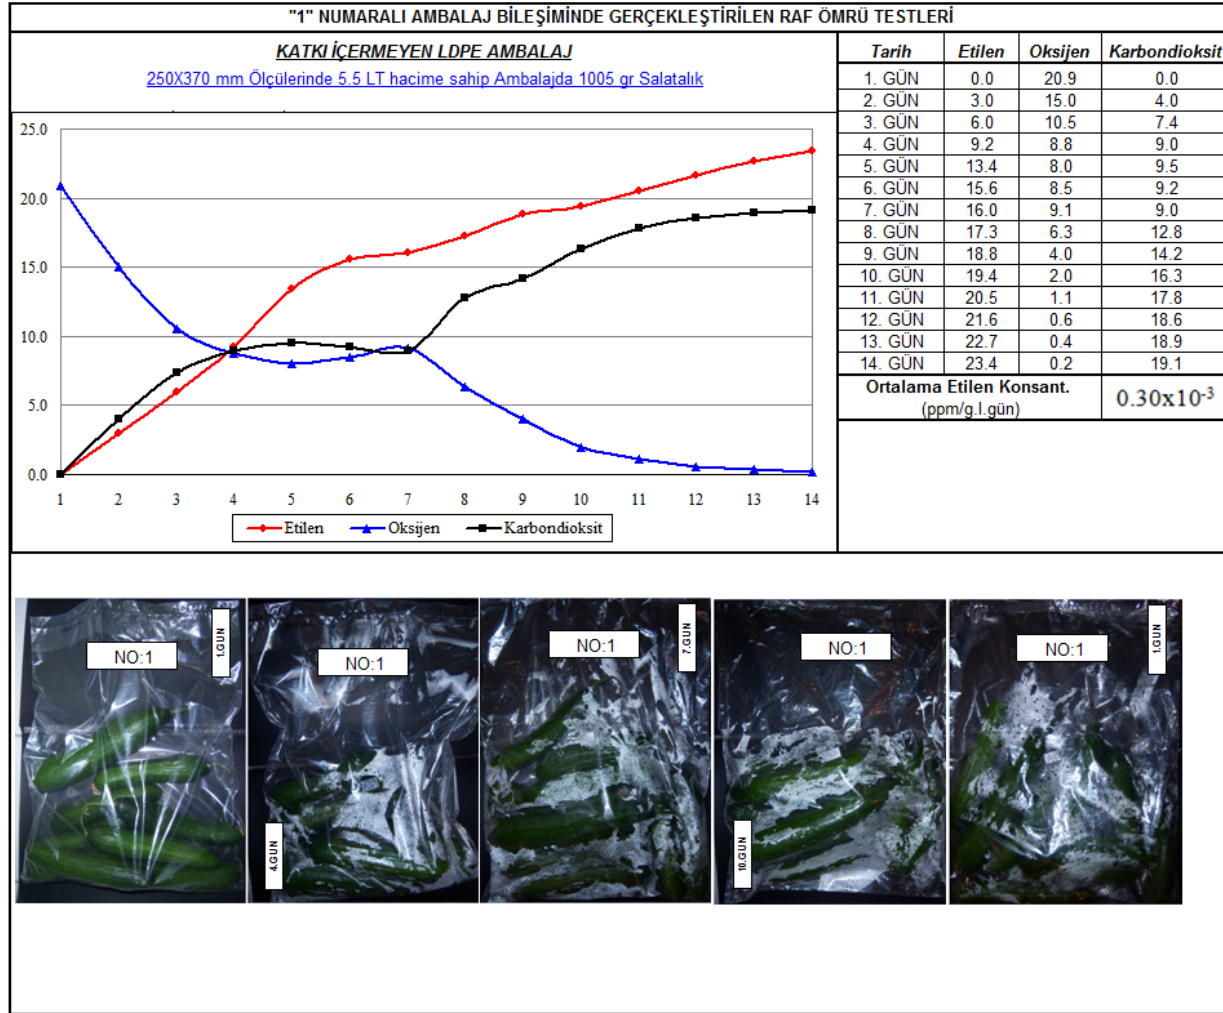 "1" NUMARALI AMBALAJ BİLEŞİMİNDE GERÇEKLEŞTİRİLEN RAF ÖMRÜ TESTLERİ
KATKI İÇERMEYEN LDPE AMBALAJ
250X370 mm Ölçülerinde 5.5 LT hacime sahip Ambalajda 1005 gr Salatalık
25.0
20.0
15.0
10.0
5.0
0.0
1 2 3 4 5 6 7 8 9 10 11 12 13 14
Etilen Oksijen Karbondioksit
Tarih Etilen Oksijen Karbondioksit
1. GÜN 0.0 20.9 0.0
2. GÜN 3.0 15.0 4.0
3. GÜN 6.0 10.5 7.4
4. GÜN 9.2 8.8 9.0
5. GÜN 13.4 8.0 9.5
6. GÜN 15.6 8.5 9.2
7. GÜN 16.0 9.1 9.0
8. GÜN 17.3 6.3 12.8
9. GÜN 18.8 4.0 14.2
10. GÜN 19.4 2.0 16.3
11. GÜN 20.5 1.1 17.8
12. GÜN 21.6 0.6 18.6
13. GÜN 22.7 0.4 18.9
14. GÜN 23.4 0.2 19.1
Ortalama Etilen Konsant.
(ppm/g.l.gün)
0.30x10⁻³
NO:1
1.GUN
NO:1
4.GUN
NO:1
7.GUN
NO:1
10.GUN
NO:1
1.GUN